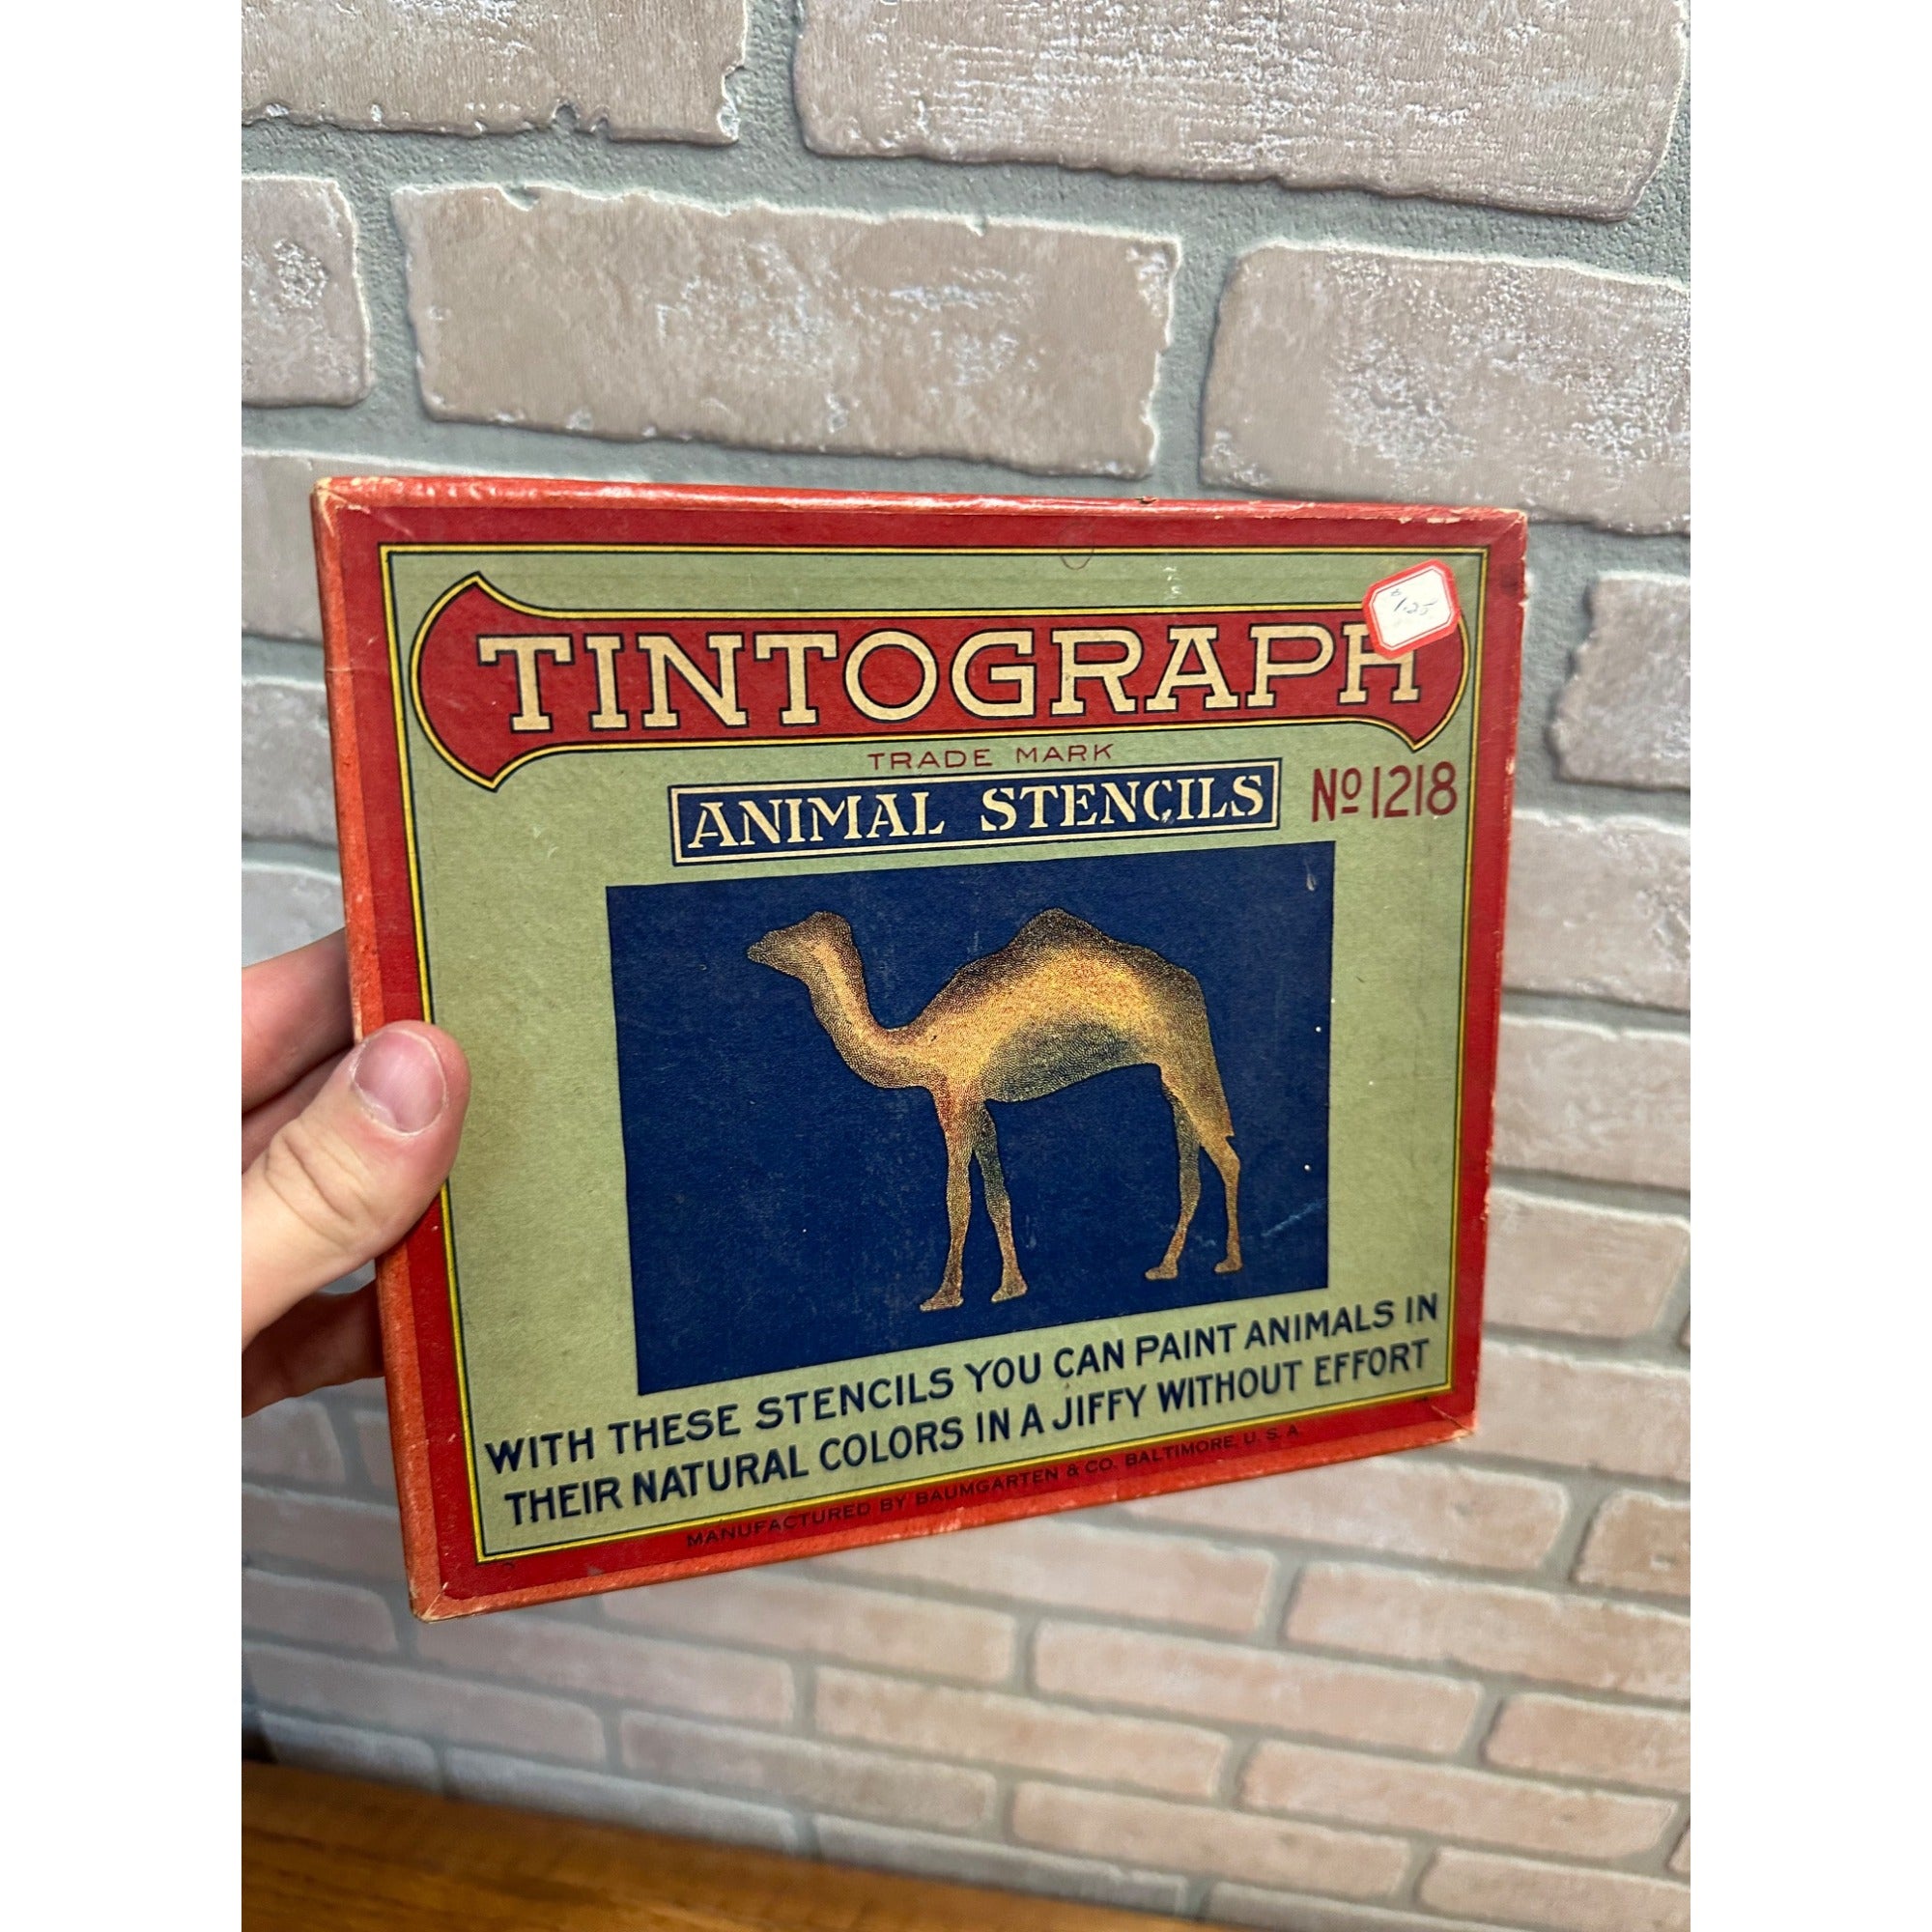 TINTOGRAPH
TRADE MARK
ANIMAL STENCILS
No 1218
WITH THESE STENCILS YOU CAN PAINT ANIMALS IN
THEIR NATURAL COLORS IN A JIFFY WITHOUT EFFORT
MANUFACTURED BY BAUMGARTEN & CO. BALTIMORE, U. S. A.